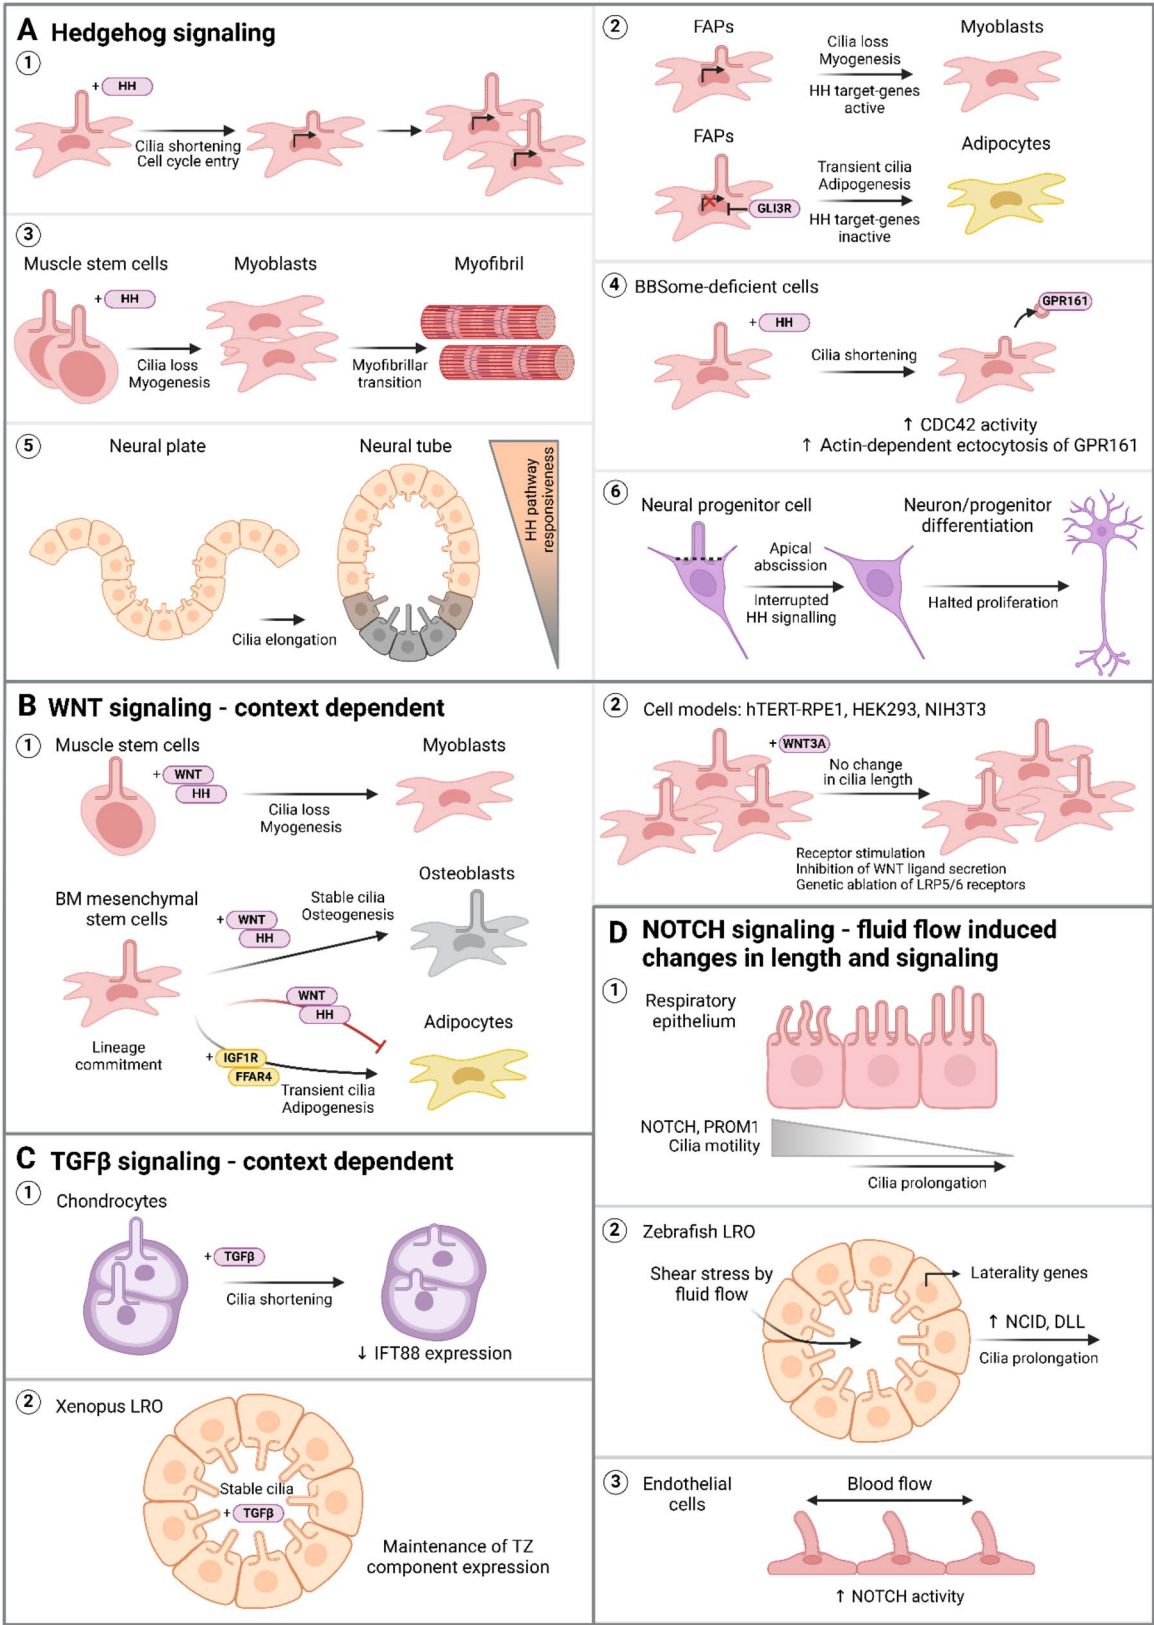 A Hedgehog signaling
1
+ HH
Cilia shortening
Cell cycle entry
2
FAPs
Myoblasts
Cilia loss
Myogenesis
HH target-genes
active
FAPs
Adipocytes
Transient cilia
Adipogenesis
GLI3R
HH target-genes
inactive
3
Muscle stem cells
Myoblasts
Myofibril
+ HH
Cilia loss
Myogenesis
Myofibrillar
transition
4 BBSome-deficient cells
GPR161
+ HH
Cilia shortening
↑ CDC42 activity
↑ Actin-dependent ectocytosis of GPR161
5
Neural plate
Neural tube
HH pathway
responsiveness
Cilia elongation
6
Neural progenitor cell
Neuron/progenitor
differentiation
Apical
abscission
Interrupted
HH signalling
Halted proliferation
B WNT signaling - context dependent
1 Muscle stem cells
Myoblasts
+ WNT
HH
Cilia loss
Myogenesis
BM mesenchymal
stem cells
Osteoblasts
Stable cilia
Osteogenesis
+ WNT
HH
WNT
HH
Adipocytes
Lineage
commitment
+ IGF1R
FFAR4
Transient cilia
Adipogenesis
2 Cell models: hTERT-RPE1, HEK293, NIH3T3
+ WNT3A
No change
in cilia length
Receptor stimulation
Inhibition of WNT ligand secretion
Genetic ablation of LRP5/6 receptors
C TGFβ signaling - context dependent
1
Chondrocytes
+ TGFβ
Cilia shortening
↓ IFT88 expression
2 Xenopus LRO
Stable cilia
+ TGFβ
Maintenance of TZ
component expression
D NOTCH signaling - fluid flow induced
changes in length and signaling
1
Respiratory
epithelium
NOTCH, PROM1
Cilia motility
Cilia prolongation
2 Zebrafish LRO
Shear stress by
fluid flow
Laterality genes
↑ NCID, DLL
Cilia prolongation
3 Endothelial
cells
Blood flow
↑ NOTCH activity